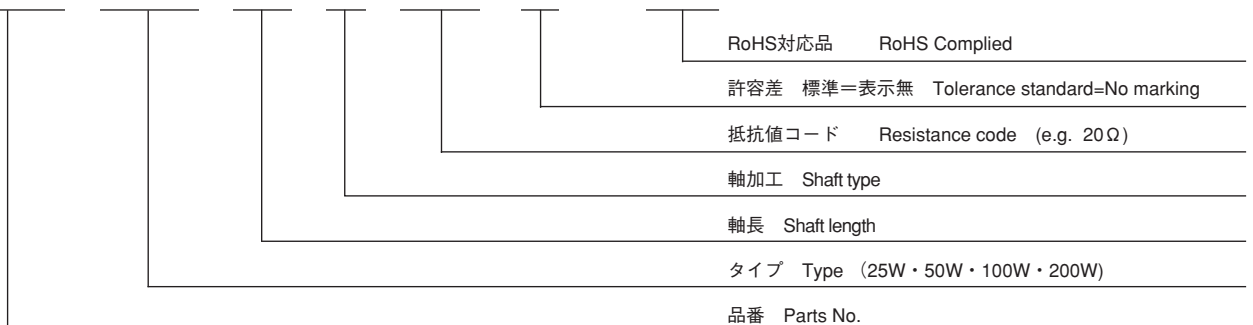 RoHS対応品 RoHS Complied
許容差 標準＝表示無 Tolerance standard=No marking
抵抗値コード Resistance code (e.g. 20Ω)
軸加工 Shaft type
軸長 Shaft length
タイプ Type （25W・50W・100W・200W)
品番 Parts No.